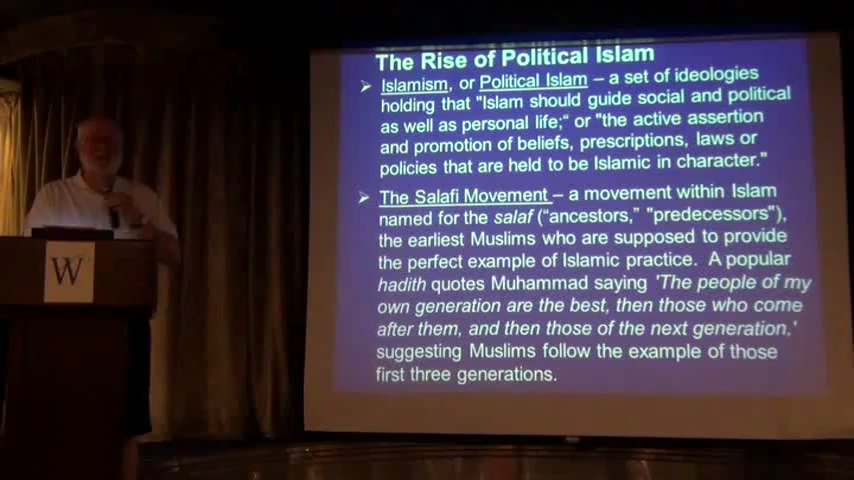 The Rise of Political Islam
Islamism, or Political Islam – a set of ideologies
holding that "Islam should guide social and political
as well as personal life;“ or "the active assertion
and promotion of beliefs, prescriptions, laws or
policies that are held to be Islamic in character."
The Salafi Movement – a movement within Islam
named for the salaf (“ancestors,” "predecessors"),
the earliest Muslims who are supposed to provide
the perfect example of Islamic practice. A popular
hadith quotes Muhammad saying 'The people of my
own generation are the best, then those who come
after them, and then those of the next generation,'
suggesting Muslims follow the example of those
first three generations.
W